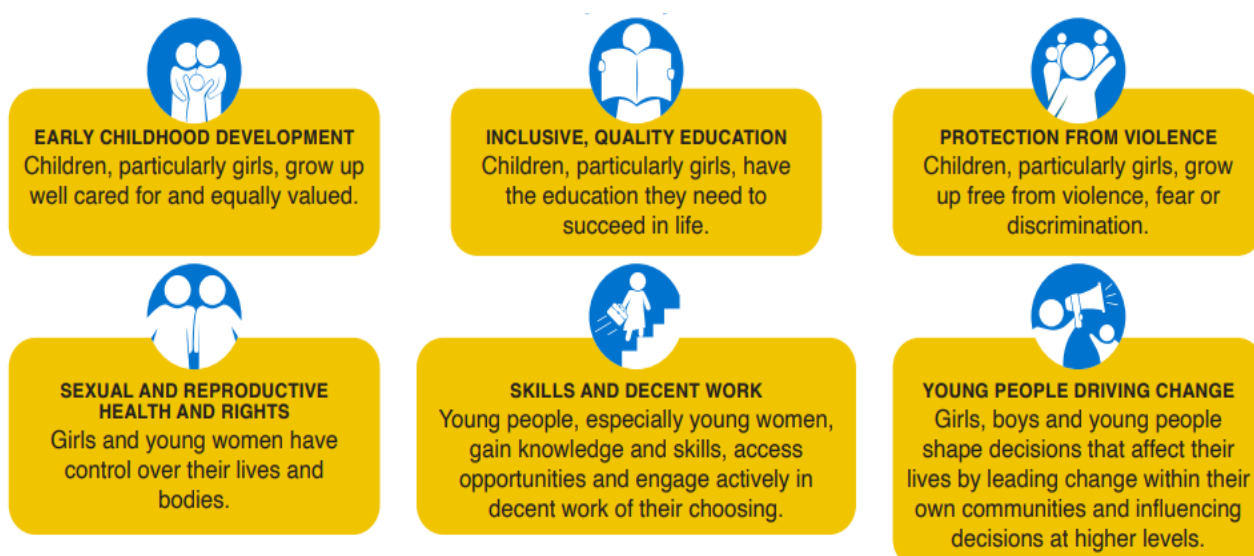 EARLY CHILDHOOD DEVELOPMENT
Children, particularly girls, grow up
well cared for and equally valued.
INCLUSIVE, QUALITY EDUCATION
Children, particularly girls, have
the education they need to
succeed in life.
PROTECTION FROM VIOLENCE
Children, particularly girls, grow
up free from violence, fear or
discrimination.
SEXUAL AND REPRODUCTIVE
HEALTH AND RIGHTS
Girls and young women have
control over their lives and
bodies.
SKILLS AND DECENT WORK
Young people, especially young women,
gain knowledge and skills, access
opportunities and engage actively in
decent work of their choosing.
YOUNG PEOPLE DRIVING CHANGE
Girls, boys and young people
shape decisions that affect their
lives by leading change within their
own communities and influencing
decisions at higher levels.